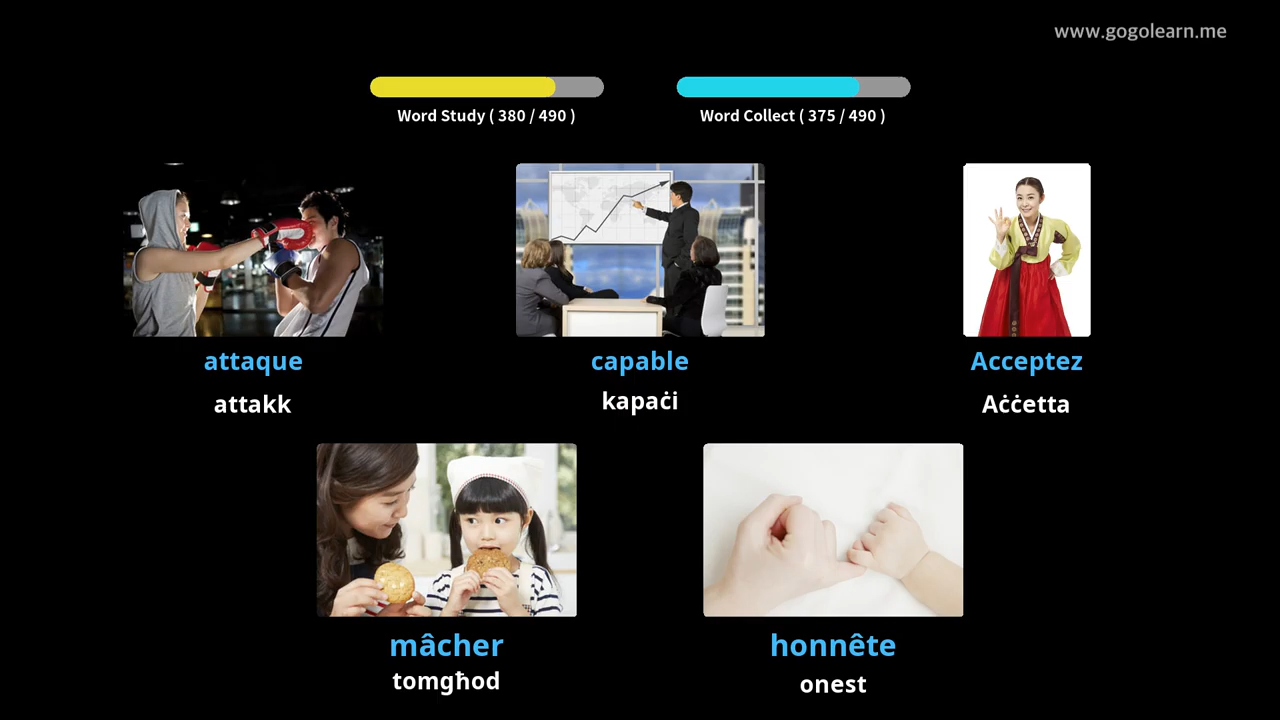 www.gogolearn.me
Word Study ( 380 / 490 )
Word Collect ( 375 / 490 )
attaque
capable
Acceptez
attakk
kapaċi
Aċċetta
mâcher
honnête
tomgħod
onest